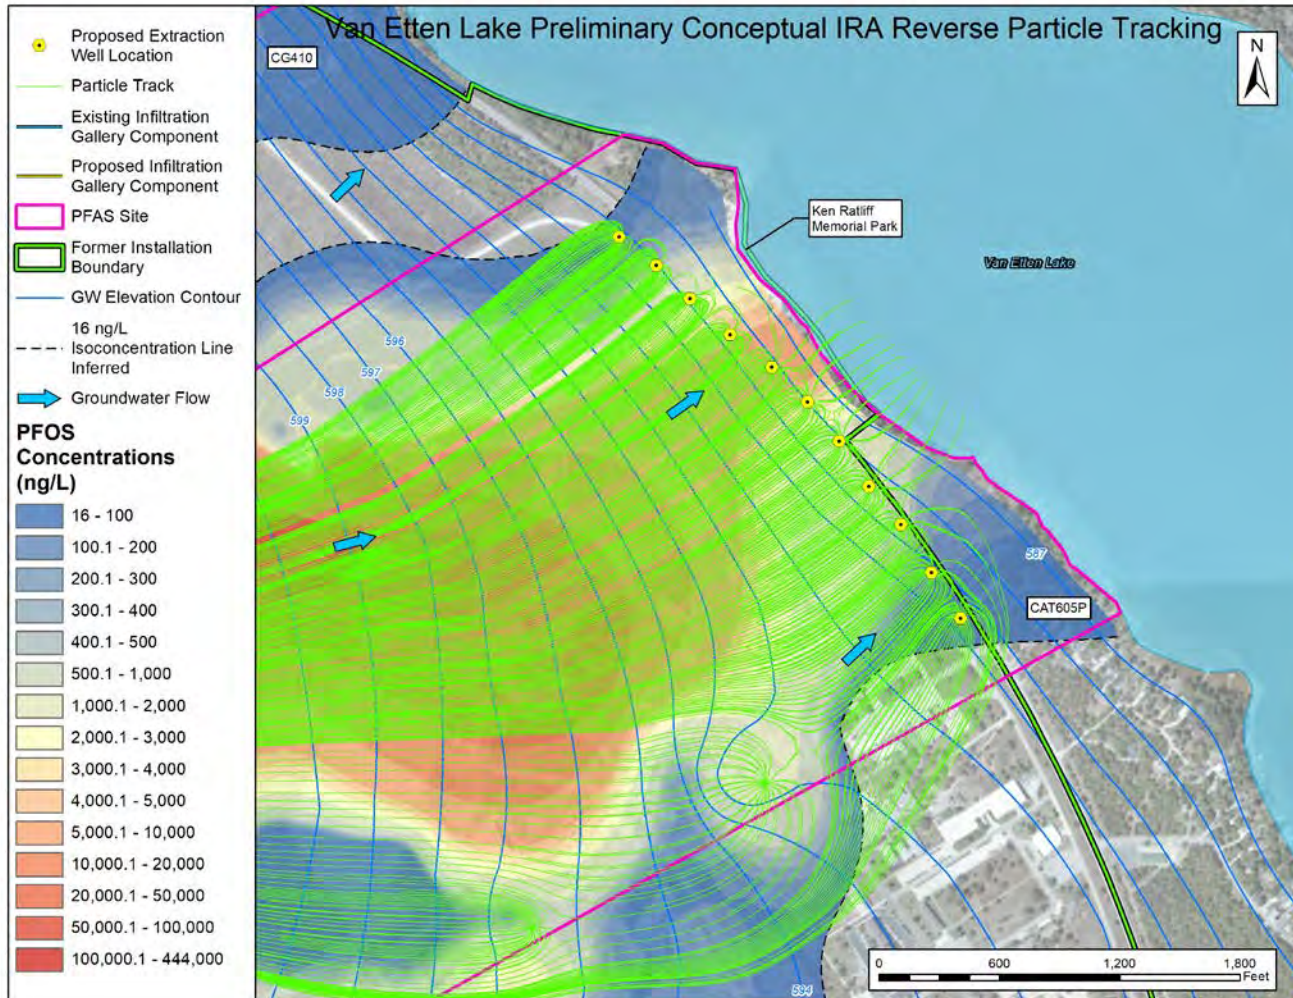 Van Etten Lake Preliminary Conceptual IRA Reverse Particle Tracking
Proposed Extraction
Well Location
Particle Track
Existing Infiltration
Gallery Component
Proposed Infiltration
Gallery Component
PFAS Site
Former Installation
Boundary
GW Elevation Contour
16 ng/L
Isoconcentration Line
Inferred
Groundwater Flow
PFOS
Concentrations
(ng/L)
16 - 100
100.1 - 200
200.1 - 300
300.1 - 400
400.1 - 500
500.1 - 1,000
1,000.1 - 2,000
2,000.1 - 3,000
3,000.1 - 4,000
4,000.1 - 5,000
5,000.1 - 10,000
10,000.1 - 20,000
20,000.1 - 50,000
50,000.1 - 100,000
100,000.1 - 444,000
CG410
N
Ken Ratliff
Memorial Park
Van Etten Lake
596
597
598
599
587
CAT605P
594
0 600 1,200 1,800
Feet